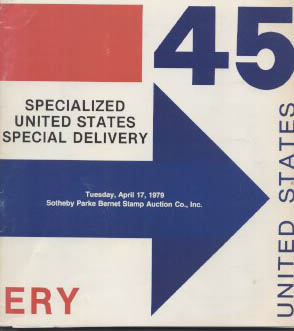 45
SPECIALIZED
UNITED STATES
SPECIAL DELIVERY
UNITED STATES
Tuesday, April 17, 1979
Sotheby Parke Bernet Stamp Auction Co., Inc.
ERY